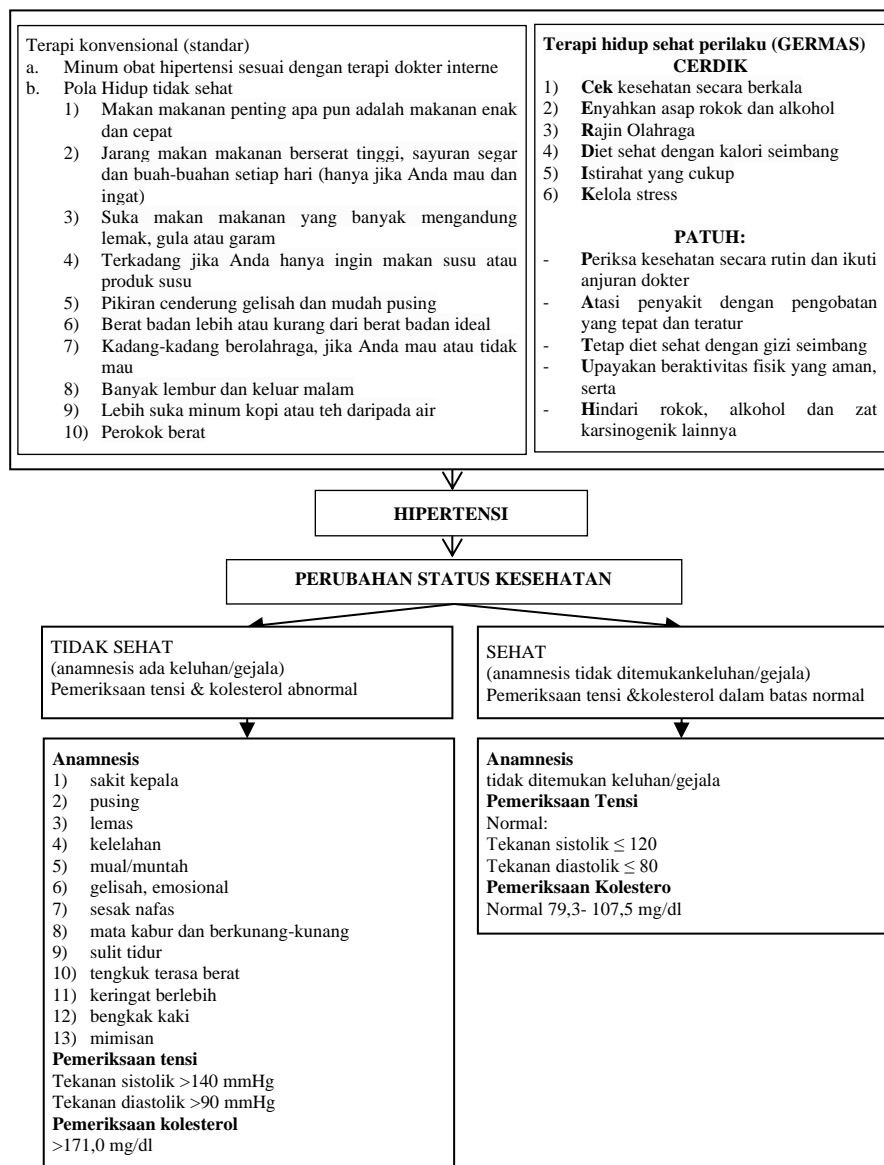 Terapi konvensional (standar)
a. Minum obat hipertensi sesuai dengan terapi dokter interne
b. Pola Hidup tidak sehat
1) Makan makanan penting apa pun adalah makanan enak
dan cepat
2) Jarang makan makanan berserat tinggi, sayuran segar
dan buah-buahan setiap hari (hanya jika Anda mau dan
ingat)
3) Suka makan makanan yang banyak mengandung
lemak, gula atau garam
4) Terkadang jika Anda hanya ingin makan susu atau
produk susu
5) Pikiran cenderung gelisah dan mudah pusing
6) Berat badan lebih atau kurang dari berat badan ideal
7) Kadang-kadang berolahraga, jika Anda mau atau tidak
mau
8) Banyak lembur dan keluar malam
9) Lebih suka minum kopi atau teh daripada air
10) Perokok berat
Terapi hidup sehat perilaku (GERMAS)
CERDIK
1) Cek kesehatan secara berkala
2) Enyahkan asap rokok dan alkohol
3) Rajin Olahraga
4) Diet sehat dengan kalori seimbang
5) Istirahat yang cukup
6) Kelola stress
PATUH:
- Periksa kesehatan secara rutin dan ikuti
anjuran dokter
- Atasi penyakit dengan pengobatan
yang tepat dan teratur
- Tetap diet sehat dengan gizi seimbang
- Upayakan beraktivitas fisik yang aman,
serta
- Hindari rokok, alkohol dan zat
karsinogenik lainnya
HIPERTENSI
PERUBAHAN STATUS KESEHATAN
TIDAK SEHAT
(anamnesis ada keluhan/gejala)
Pemeriksaan tensi & kolesterol abnormal
SEHAT
(anamnesis tidak ditemukankeluhan/gejala)
Pemeriksaan tensi &kolesterol dalam batas normal
Anamnesis
1) sakit kepala
2) pusing
3) lemas
4) kelelahan
5) mual/muntah
6) gelisah, emosional
7) sesak nafas
8) mata kabur dan berkunang-kunang
9) sulit tidur
10) tengkuk terasa berat
11) keringat berlebih
12) bengkak kaki
13) mimisan
Pemeriksaan tensi
Tekanan sistolik >140 mmHg
Tekanan diastolik >90 mmHg
Pemeriksaan kolesterol
>171,0 mg/dl
Anamnesis
tidak ditemukan keluhan/gejala
Pemeriksaan Tensi
Normal:
Tekanan sistolik ≤ 120
Tekanan diastolik ≤ 80
Pemeriksaan Kolestero
Normal 79,3- 107,5 mg/dl